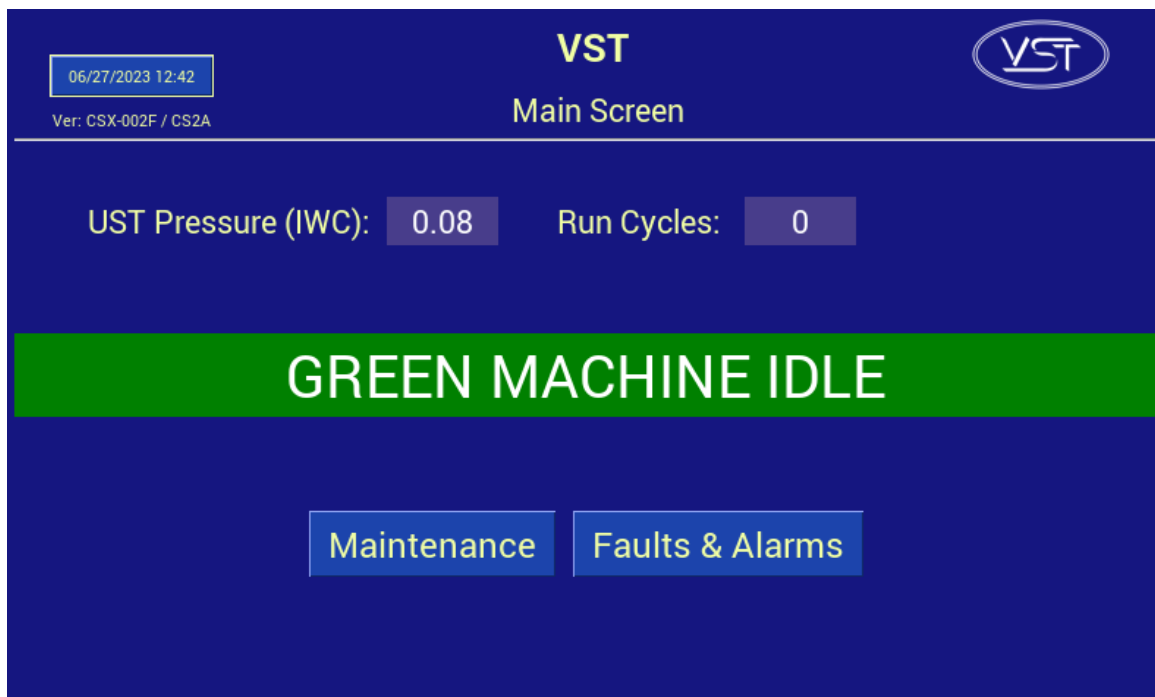 VST
VST
06/27/2023 12:42
Main Screen
Ver: CSX-002F / CS2A
UST Pressure (IWC): 0.08 Run Cycles: 0
GREEN MACHINE IDLE
Maintenance Faults & Alarms